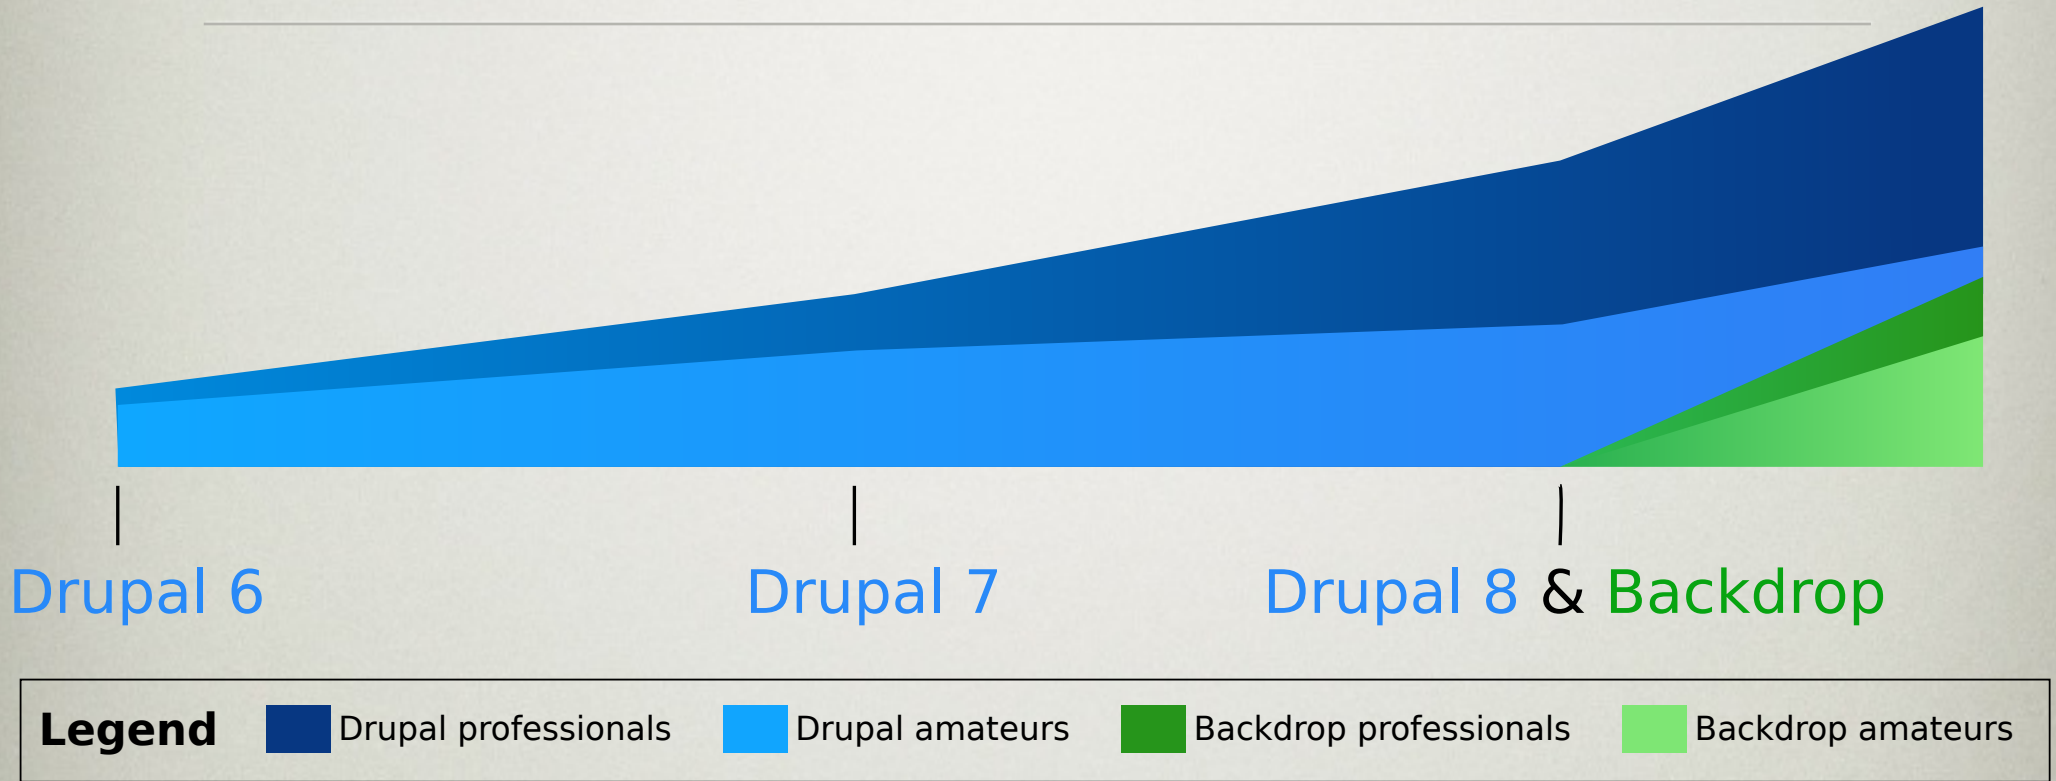 Drupal 6
Drupal 7
Drupal 8 & Backdrop
Legend
Drupal professionals
Drupal amateurs
Backdrop professionals
Backdrop amateurs